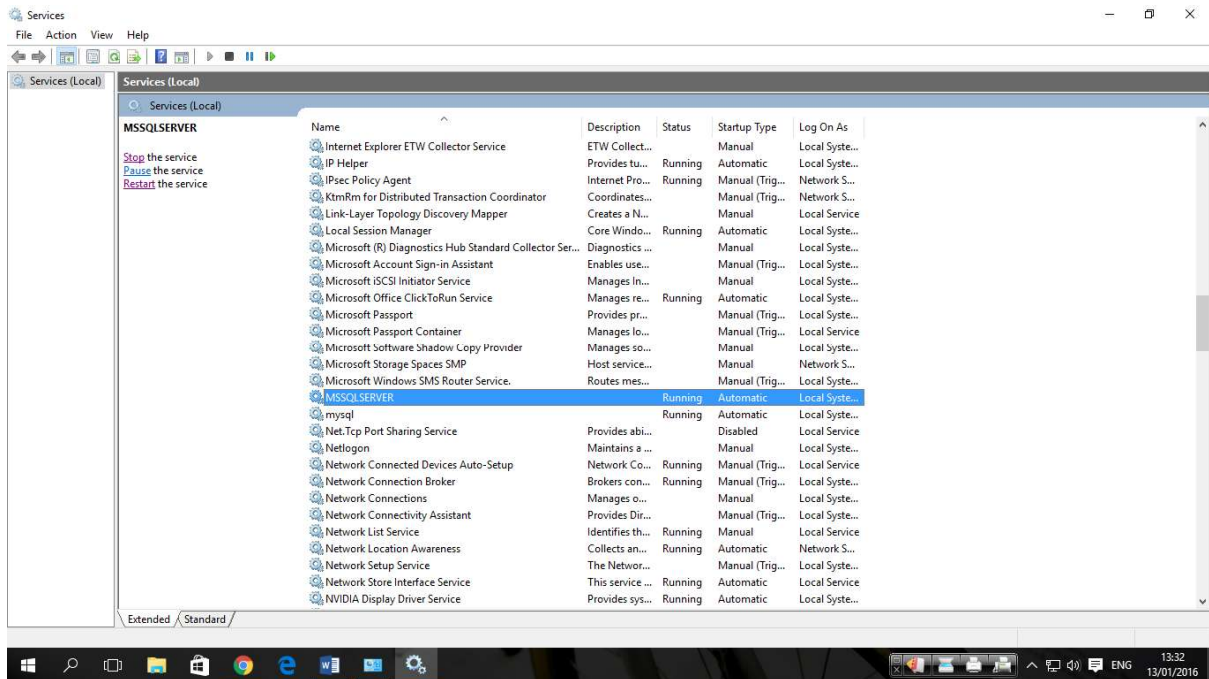 Services
File Action View Help
Services (Local)
Services (Local)
Services (Local)
MSSQLSERVER
Stop the service
Pause the service
Restart the service
Name Description Status Startup Type Log On As
Internet Explorer ETW Collector Service ETW Collect... Manual Local Syste...
IP Helper Provides tu... Running Automatic Local Syste...
IPsec Policy Agent Internet Pro... Running Manual (Trig... Network S...
KtmRm for Distributed Transaction Coordinator Coordinates... Manual (Trig... Network S...
Link-Layer Topology Discovery Mapper Creates a N... Manual Local Service
Local Session Manager Core Windo... Running Automatic Local Syste...
Microsoft (R) Diagnostics Hub Standard Collector Ser... Diagnostics ... Manual Local Syste...
Microsoft Account Sign-in Assistant Enables use... Manual (Trig... Local Syste...
Microsoft iSCSI Initiator Service Manages In... Manual Local Syste...
Microsoft Office ClickToRun Service Manages re... Running Automatic Local Syste...
Microsoft Passport Provides pr... Manual (Trig... Local Syste...
Microsoft Passport Container Manages lo... Manual (Trig... Local Service
Microsoft Software Shadow Copy Provider Manages so... Manual Local Syste...
Microsoft Storage Spaces SMP Host service... Manual Network S...
Microsoft Windows SMS Router Service. Routes mes... Manual (Trig... Local Syste...
MSSQLSERVER Running Automatic Local Syste...
mysql Running Automatic Local Syste...
Net.Tcp Port Sharing Service Provides abi... Disabled Local Service
Netlogon Maintains a ... Manual Local Syste...
Network Connected Devices Auto-Setup Network Co... Running Manual (Trig... Local Service
Network Connection Broker Brokers con... Running Manual (Trig... Local Syste...
Network Connections Manages o... Manual Local Syste...
Network Connectivity Assistant Provides Dir... Manual (Trig... Local Syste...
Network List Service Identifies th... Running Manual Local Service
Network Location Awareness Collects an... Running Automatic Network S...
Network Setup Service The Networ... Manual (Trig... Local Syste...
Network Store Interface Service This service ... Running Automatic Local Service
NVIDIA Display Driver Service Provides sys... Running Automatic Local Syste...
Extended Standard
ENG
13:32
13/01/2016